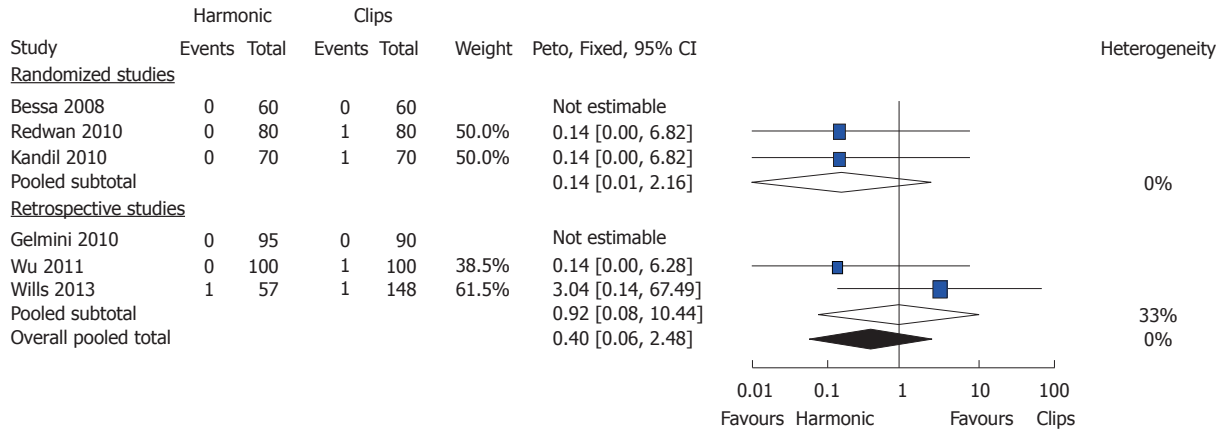 Harmonic Clips
Study Events Total Events Total Weight Peto, Fixed, 95% CI Heterogeneity
Randomized studies
Bessa 2008 0 60 0 60 Not estimable
Redwan 2010 0 80 1 80 50.0% 0.14 [0.00, 6.82]
Kandil 2010 0 70 1 70 50.0% 0.14 [0.00, 6.82]
Pooled subtotal 0.14 [0.01, 2.16] 0%
Retrospective studies
Gelmini 2010 0 95 0 90 Not estimable
Wu 2011 0 100 1 100 38.5% 0.14 [0.00, 6.28]
Wills 2013 1 57 1 148 61.5% 3.04 [0.14, 67.49]
Pooled subtotal 0.92 [0.08, 10.44] 33%
Overall pooled total 0.40 [0.06, 2.48] 0%
0.01 0.1 1 10 100
Favours Harmonic Favours Clips